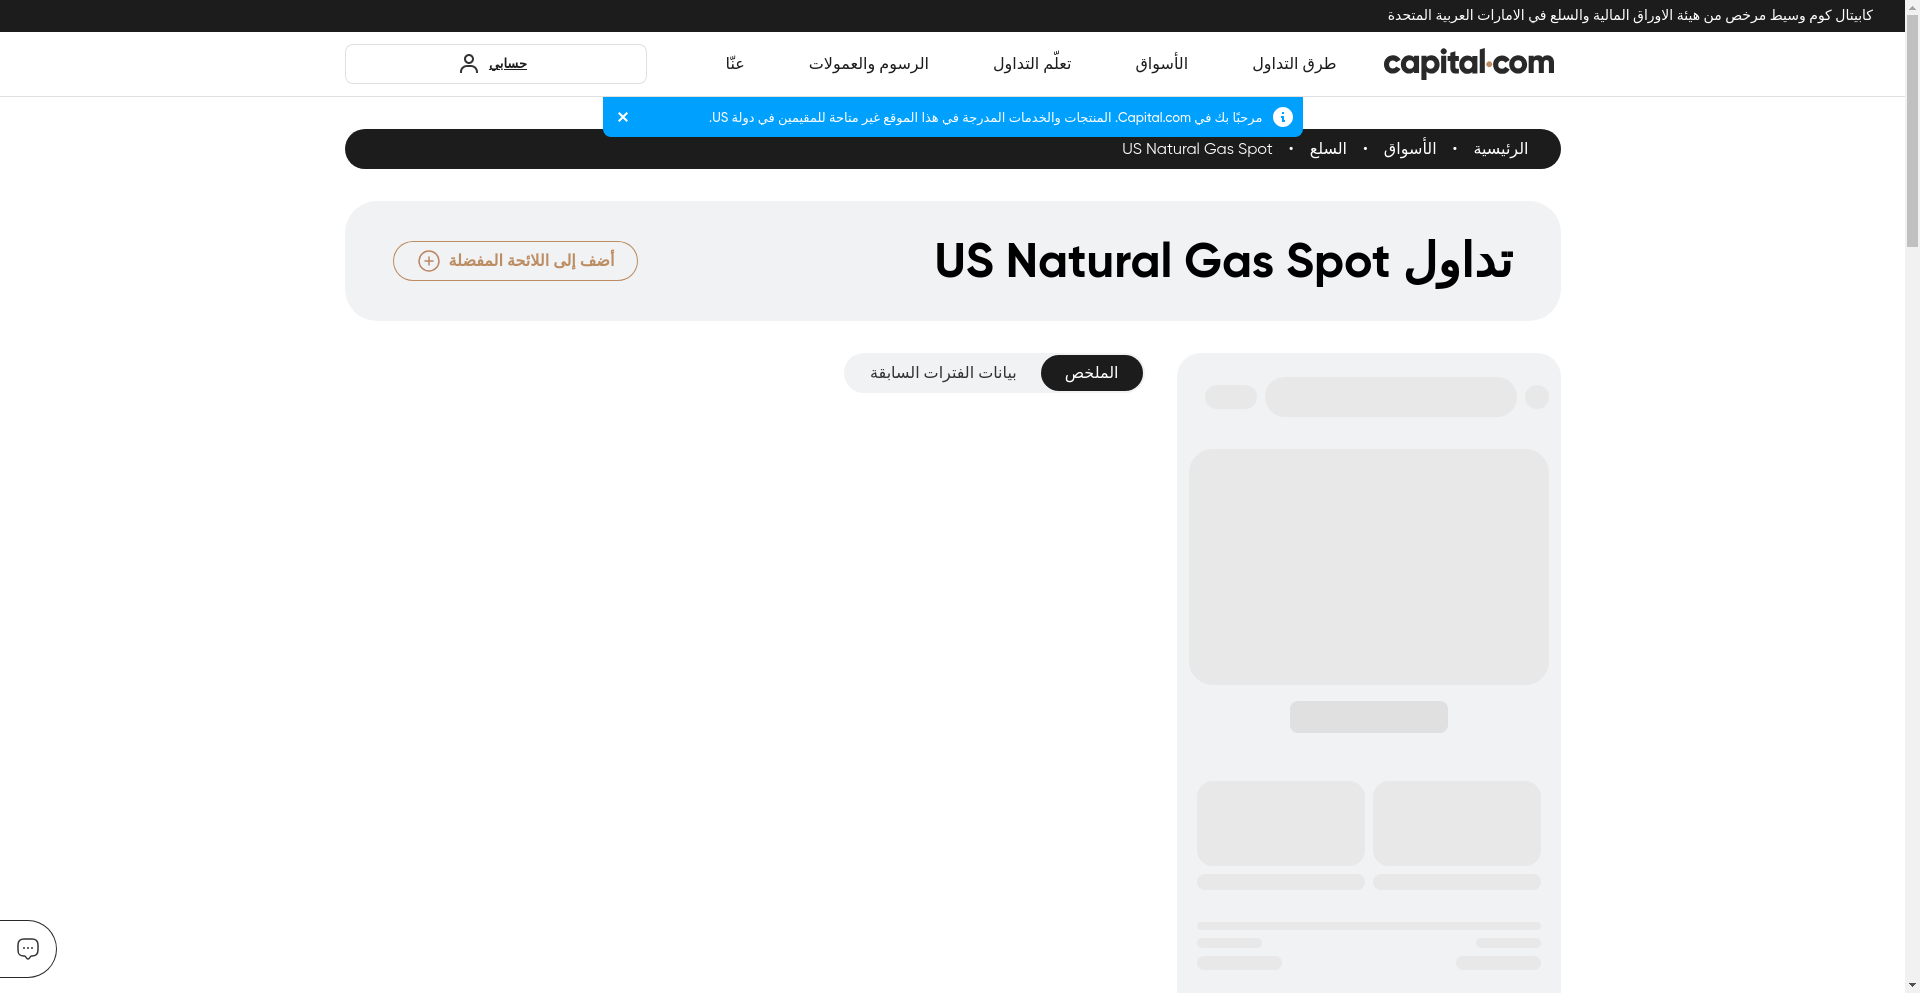 كابيتال كوم وسيط مرخص من هيئة الاوراق المالية والسلع في الامارات العربية المتحدة
capital.com
طرق التداول
الأسواق
تعلّم التداول
الرسوم والعمولات
عنّا
حسابي
مرحبًا بك في Capital.com. المنتجات والخدمات المدرجة في هذا الموقع غير متاحة للمقيمين في دولة US.
الرئيسية • الأسواق • السلع • US Natural Gas Spot
تداول US Natural Gas Spot
أضف إلى اللائحة المفضلة
الملخص
بيانات الفترات السابقة